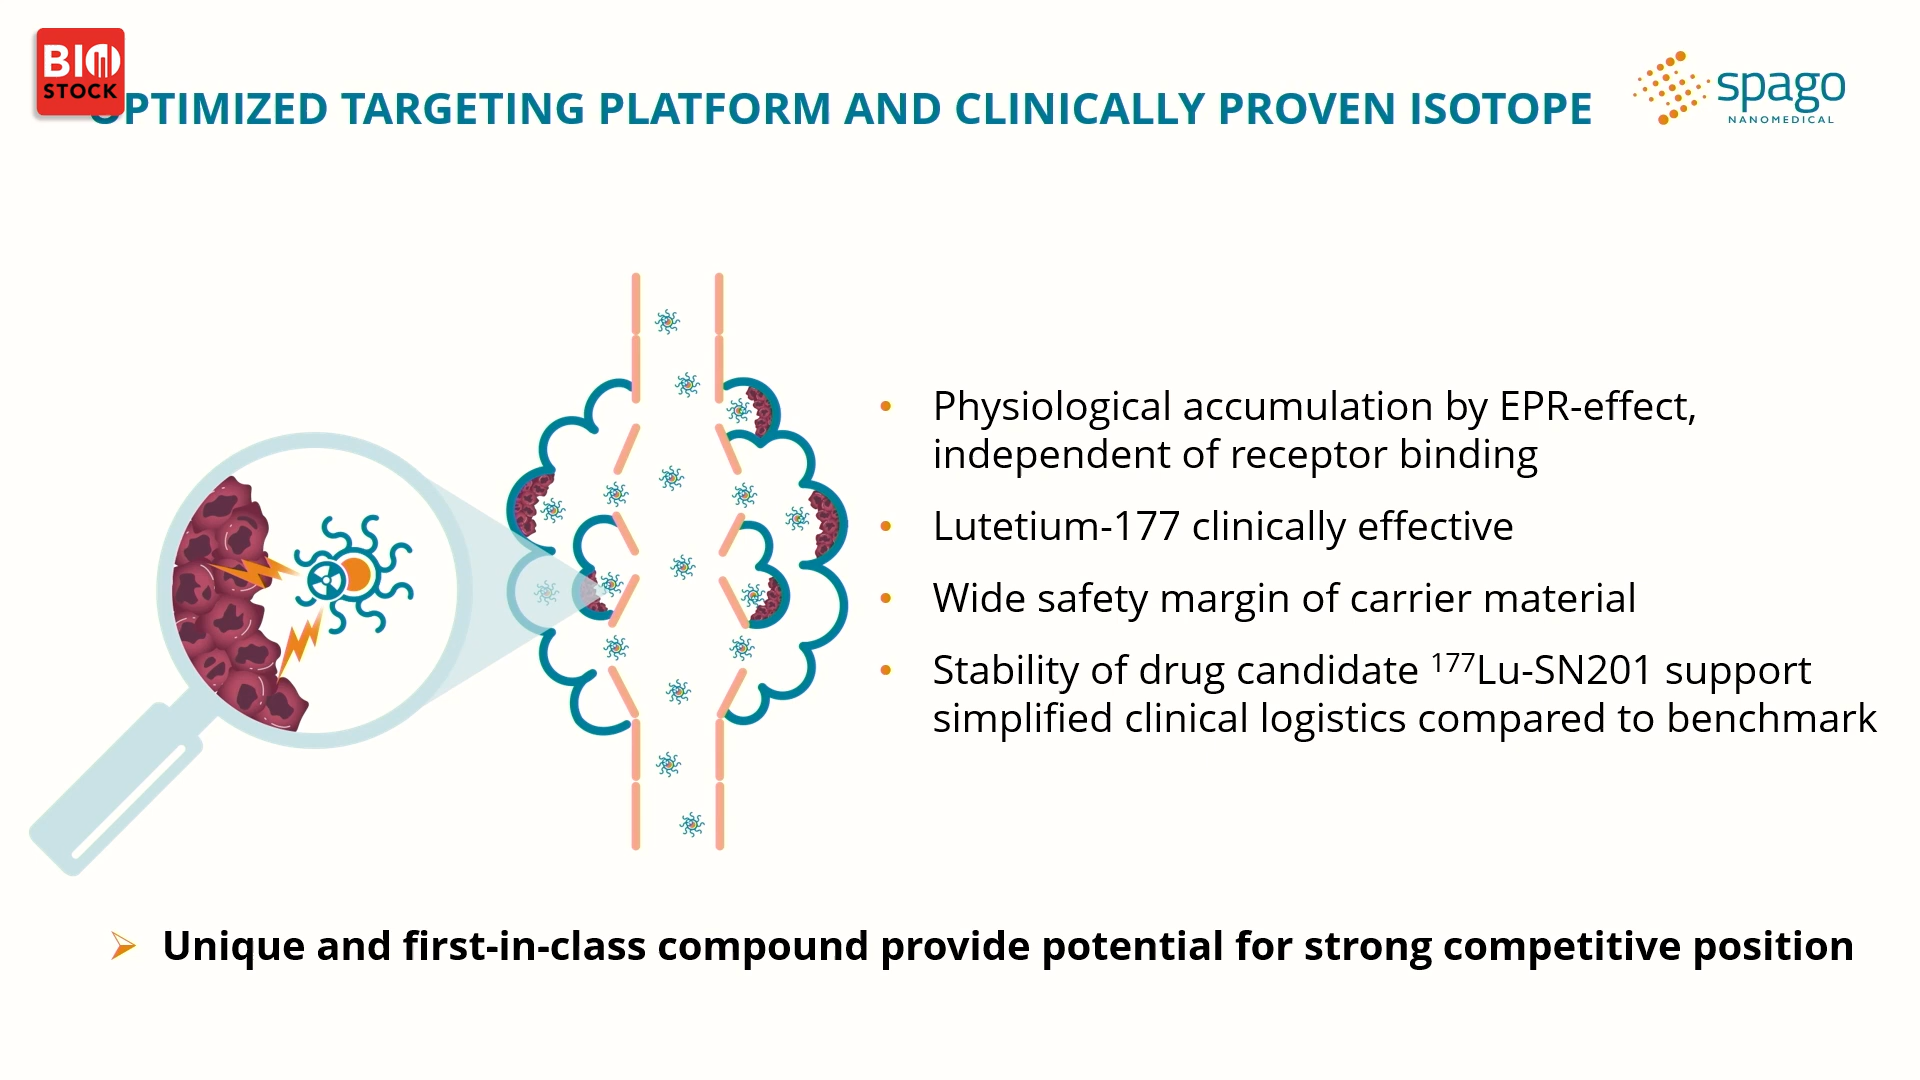 BIO
STOCK
OPTIMIZED TARGETING PLATFORM AND CLINICALLY PROVEN ISOTOPE
spago
NANOMEDICAL
• Physiological accumulation by EPR-effect,
independent of receptor binding
• Lutetium-177 clinically effective
• Wide safety margin of carrier material
• Stability of drug candidate ¹⁷⁷Lu-SN201 support
simplified clinical logistics compared to benchmark
➢ Unique and first-in-class compound provide potential for strong competitive position